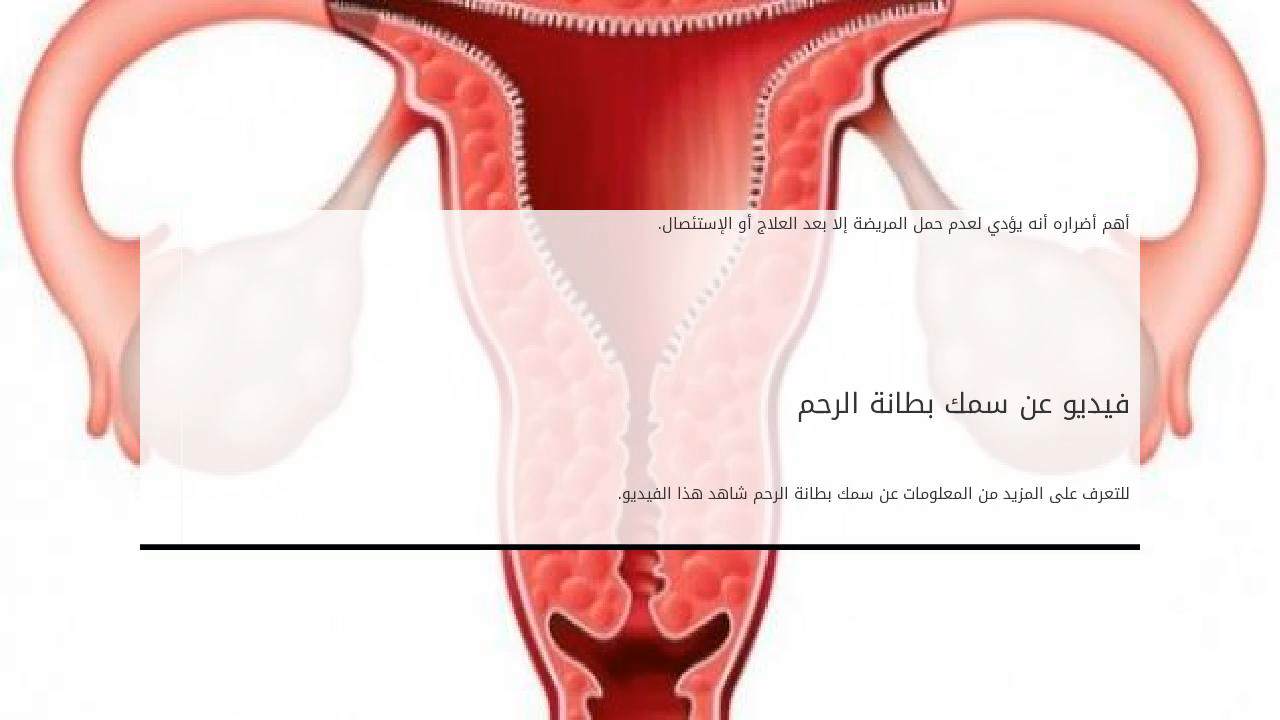 أهم أضراره أنه يؤدي لعدم حمل المريضة إلا بعد العلاج أو الإستئصال.
فيديو عن سمك بطانة الرحم
للتعرف على المزيد من المعلومات عن سمك بطانة الرحم شاهد هذا الفيديو.